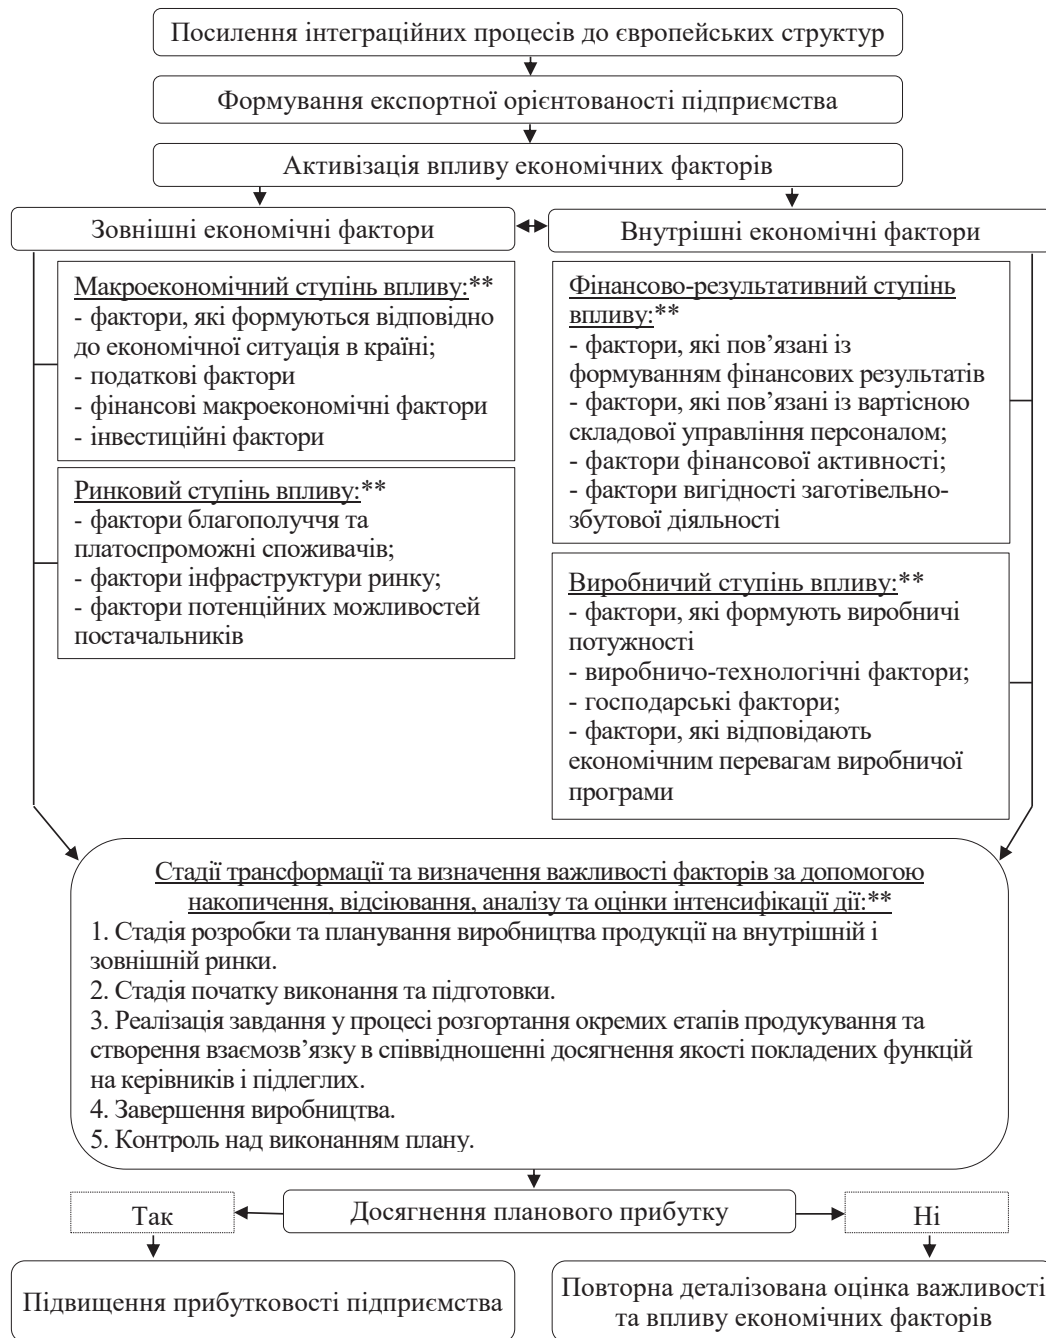 Посилення інтеграційних процесів до європейських структур
Формування експортної орієнтованості підприємства
Активізація впливу економічних факторів
Зовнішні економічні фактори
Внутрішні економічні фактори
Макроекономічний ступінь впливу:**
- фактори, які формуються відповідно
до економічної ситуація в країні;
- податкові фактори
- фінансові макроекономічні фактори
- інвестиційні фактори
Ринковий ступінь впливу:**
- фактори благополуччя та
платоспроможні споживачів;
- фактори інфраструктури ринку;
- фактори потенційних можливостей
постачальників
Фінансово-результативний ступінь
впливу:**
- фактори, які пов’язані із
формуванням фінансових результатів
- фактори, які пов’язані із вартісною
складової управління персоналом;
- фактори фінансової активності;
- фактори вигідності заготівельно-
збутової діяльності
Виробничий ступінь впливу:**
- фактори, які формують виробничі
потужності
- виробничо-технологічні фактори;
- господарські фактори;
- фактори, які відповідають
економічним перевагам виробничої
програми
Стадії трансформації та визначення важливості факторів за допомогою
накопичення, відсіювання, аналізу та оцінки інтенсифікації дії:**
1. Стадія розробки та планування виробництва продукції на внутрішній і
зовнішній ринки.
2. Стадія початку виконання та підготовки.
3. Реалізація завдання у процесі розгортання окремих етапів продукування та
створення взаємозв’язку в співвідношенні досягнення якості покладених функцій
на керівників і підлеглих.
4. Завершення виробництва.
5. Контроль над виконанням плану.
Так
Досягнення планового прибутку
Ні
Підвищення прибутковості підприємства
Повторна деталізована оцінка важливості
та впливу економічних факторів